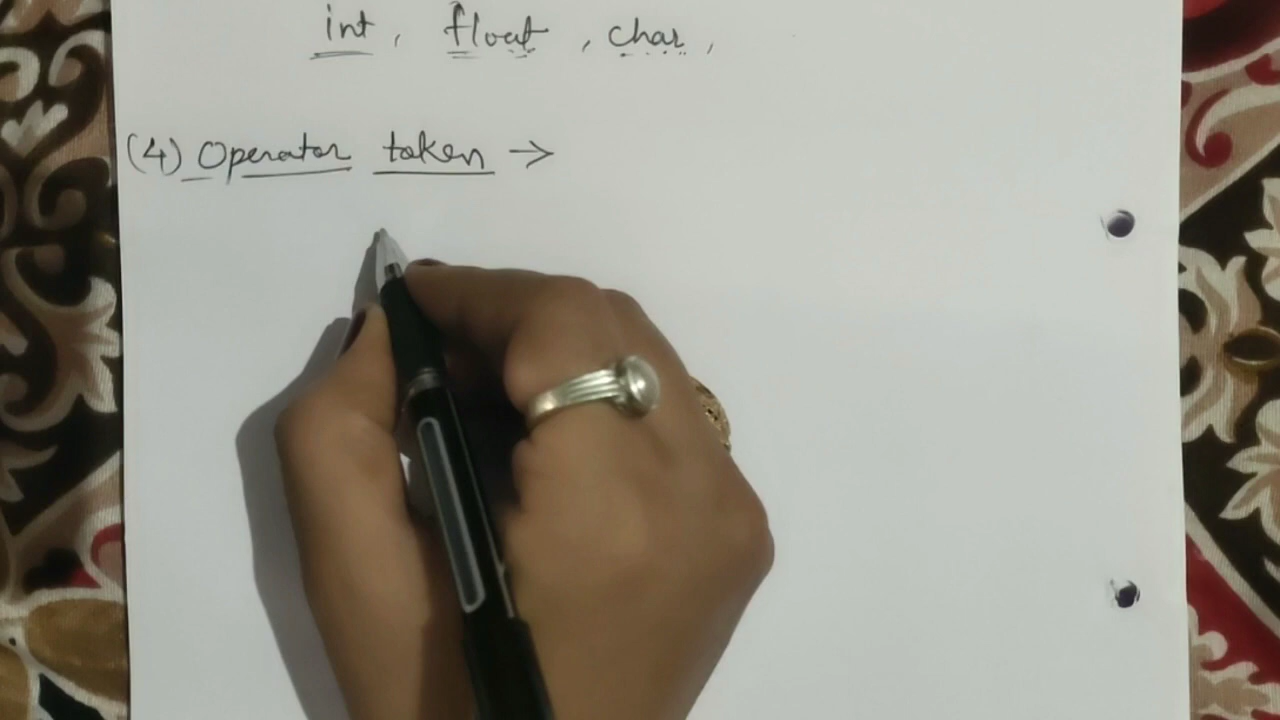 int, float, char,
(4) Operator token →